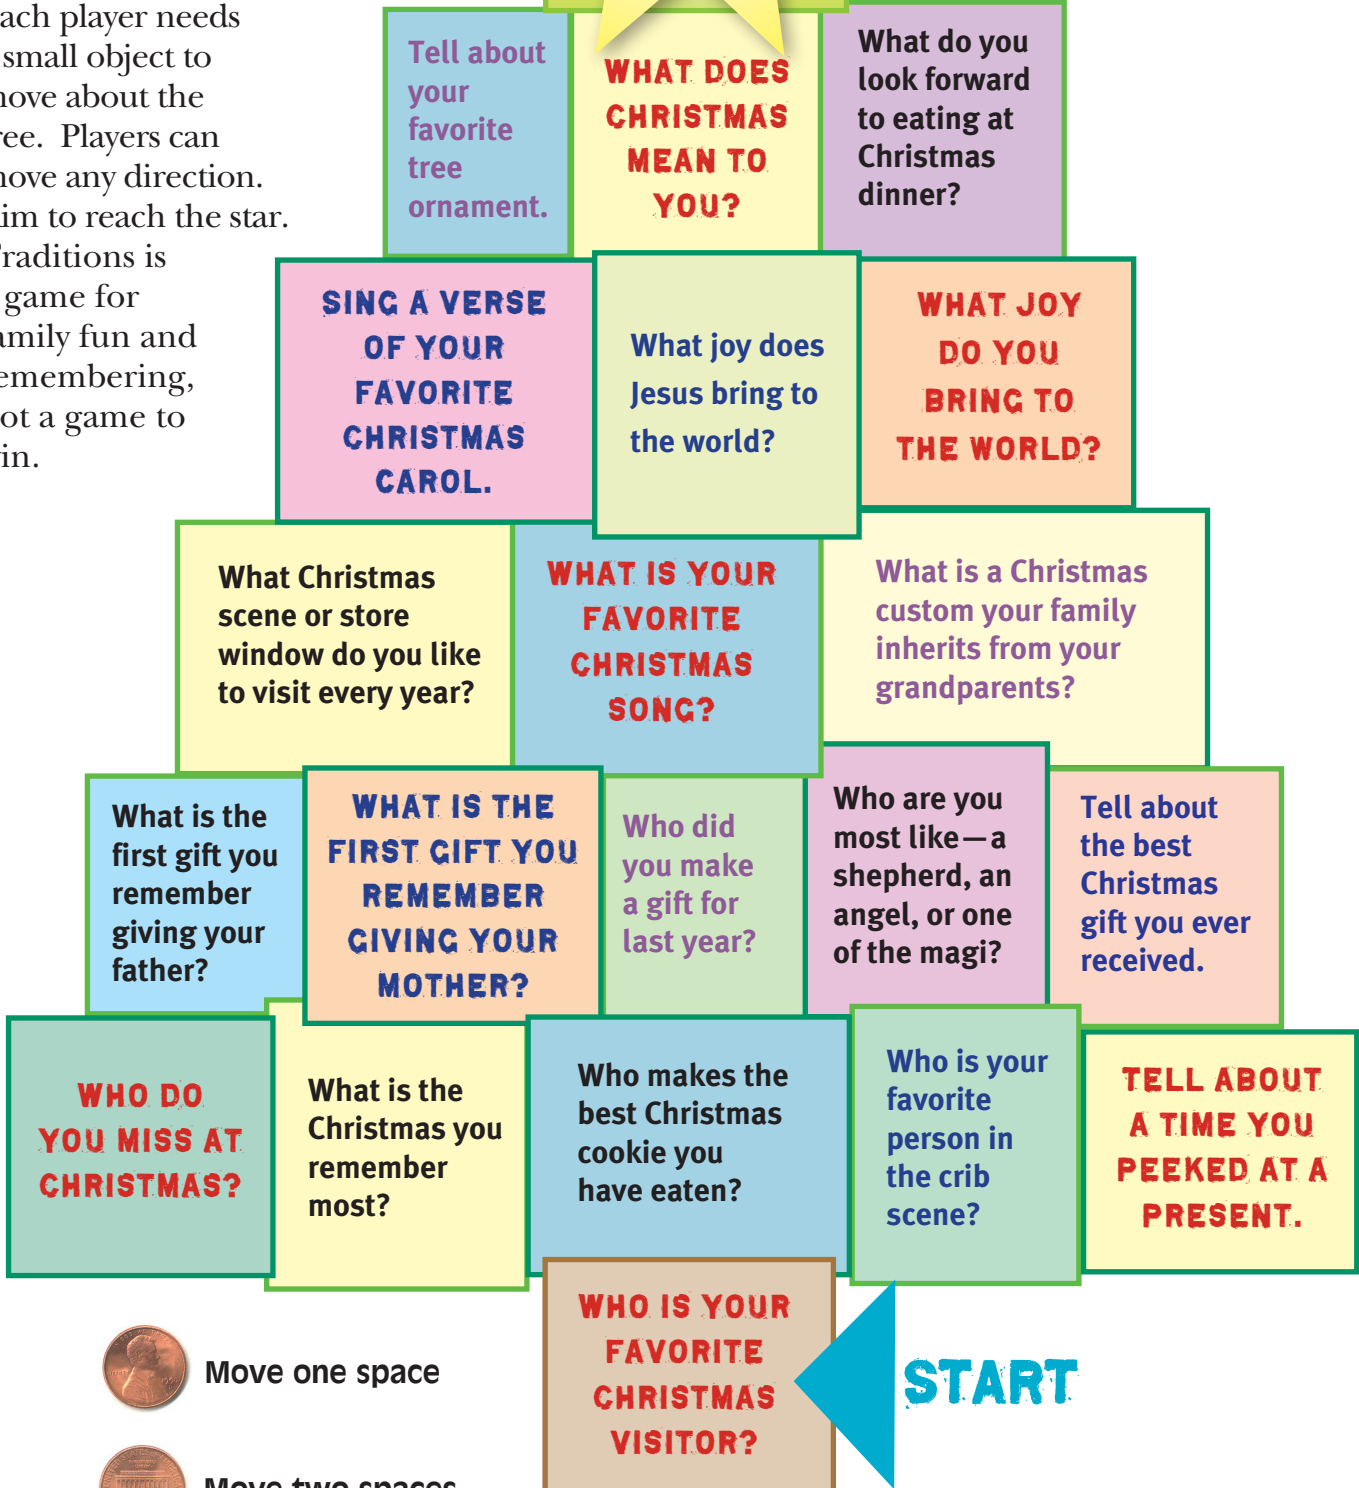 ach player needs
small object to
ove about the
ree. Players can
ove any direction.
im to reach the star.
raditions is
game for
amily fun and
emembering,
ot a game to
in.
Tell about
your
favorite
tree
ornament.
WHAT DOES
CHRISTMAS
MEAN TO
YOU?
What do you
look forward
to eating at
Christmas
dinner?
SING A VERSE
OF YOUR
FAVORITE
CHRISTMAS
CAROL.
What joy does
Jesus bring to
the world?
WHAT JOY
DO YOU
BRING TO
THE WORLD?
What Christmas
scene or store
window do you like
to visit every year?
WHAT IS YOUR
FAVORITE
CHRISTMAS
SONG?
What is a Christmas
custom your family
inherits from your
grandparents?
What is the
first gift you
remember
giving your
father?
WHAT IS THE
FIRST GIFT YOU
REMEMBER
GIVING YOUR
MOTHER?
Who did
you make
a gift for
last year?
Who are you
most like—a
shepherd, an
angel, or one
of the magi?
Tell about
the best
Christmas
gift you ever
received.
WHO DO
YOU MISS AT
CHRISTMAS?
What is the
Christmas you
remember
most?
Who makes the
best Christmas
cookie you
have eaten?
Who is your
favorite
person in
the crib
scene?
TELL ABOUT
A TIME YOU
PEEKED AT A
PRESENT.
WHO IS YOUR
FAVORITE
CHRISTMAS
VISITOR?
START
Move one space
Move two spaces